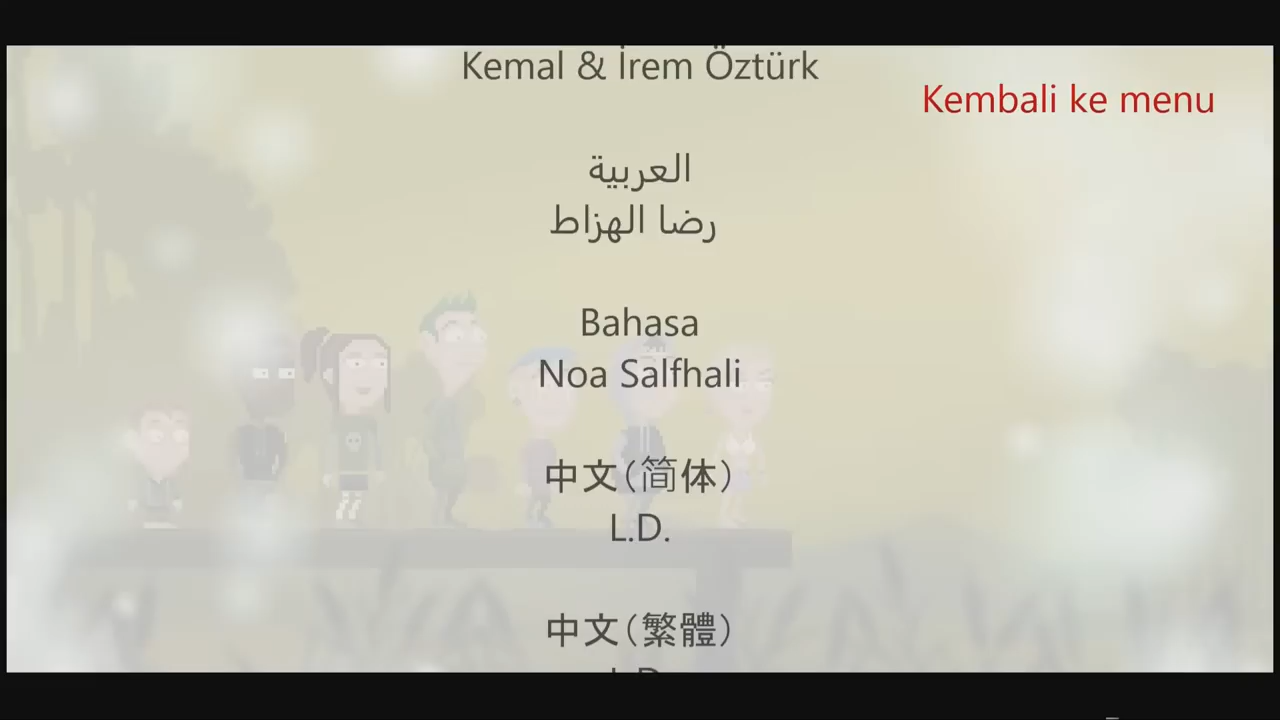 Kemal & İrem Öztürk
Kembali ke menu
العربية
رضا الهزاط
Bahasa
Noa Salfhali
中文(简体)
L.D.
中文(繁體)